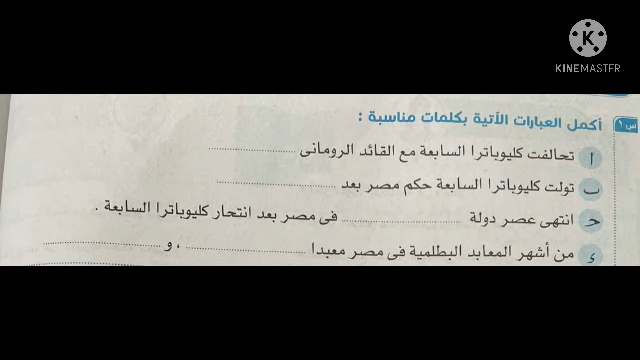 KINEMASTER
س ١ أكمل العبارات الآتية بكلمات مناسبة :
أ تحالفت كليوباترا السابعة مع القائد الرومانى ..............................
ب تولت كليوباترا السابعة حكم مصر بعد ..............................
جـ انتهى عصر دولة .............................. فى مصر بعد انتحار كليوباترا السابعة .
د من أشهر المعابد البطلمية فى مصر معبدا .............................. ، و ..............................